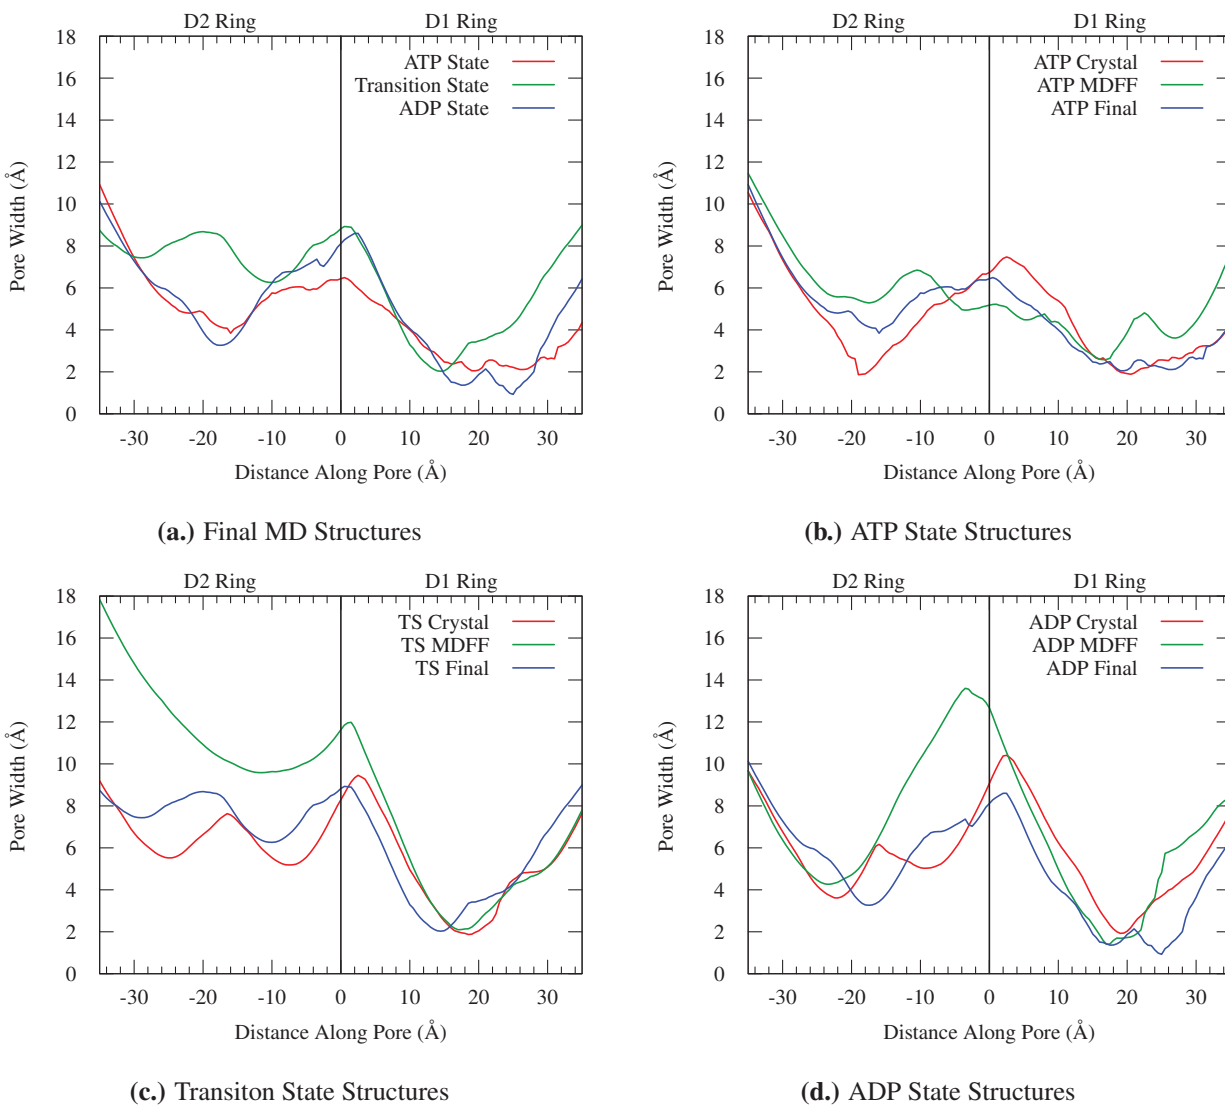 D2 Ring D1 Ring
18
16
14
12
10
8
6
4
2
0
Pore Width (Å)
ATP State
Transition State
ADP State
-30 -20 -10 0 10 20 30
Distance Along Pore (Å)
(a.) Final MD Structures
D2 Ring D1 Ring
18
16
14
12
10
8
6
4
2
0
Pore Width (Å)
ATP Crystal
ATP MDFF
ATP Final
-30 -20 -10 0 10 20 30
Distance Along Pore (Å)
(b.) ATP State Structures
D2 Ring D1 Ring
18
16
14
12
10
8
6
4
2
0
Pore Width (Å)
TS Crystal
TS MDFF
TS Final
-30 -20 -10 0 10 20 30
Distance Along Pore (Å)
(c.) Transiton State Structures
D2 Ring D1 Ring
18
16
14
12
10
8
6
4
2
0
Pore Width (Å)
ADP Crystal
ADP MDFF
ADP Final
-30 -20 -10 0 10 20 30
Distance Along Pore (Å)
(d.) ADP State Structures